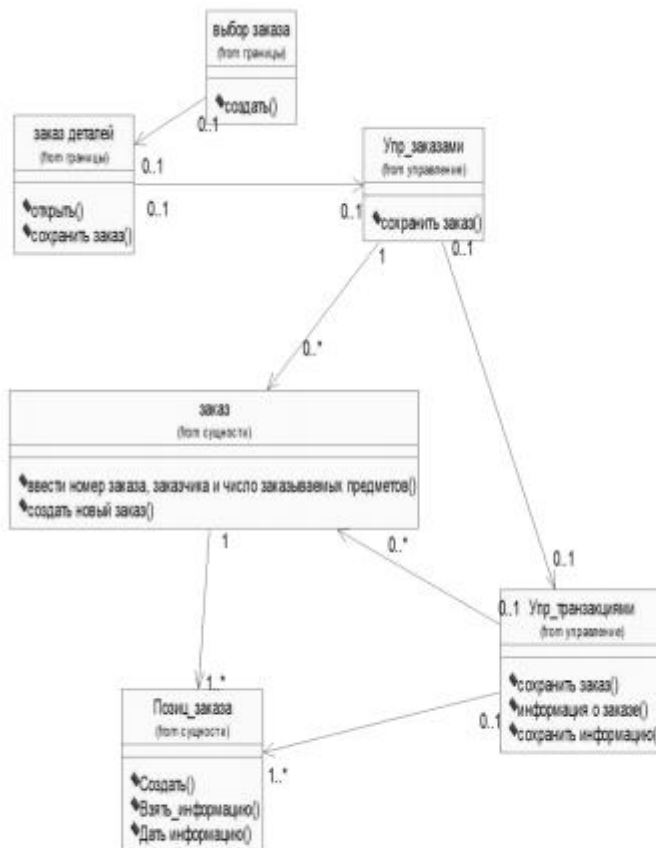 выбор заказа
(from границы)
создать()
0..1
заказ деталей
(from границы)
открыть()
сохранить заказ()
0..1
0..1
0..1
Упр_заказами
(from управление)
сохранить заказ()
1
0..1
0..*
заказ
(from сущности)
ввести номер заказа, заказчика и число заказываемых предметов()
создать новый заказ()
1
0..*
0..1
0..1
Упр_транзакциями
(from управление)
сохранить заказ()
информация о заказе()
сохранить информацию(
0..1
1..*
1..*
Позиц_заказа
(from сущности)
Создать()
Взять_информацию()
Дать информацию()